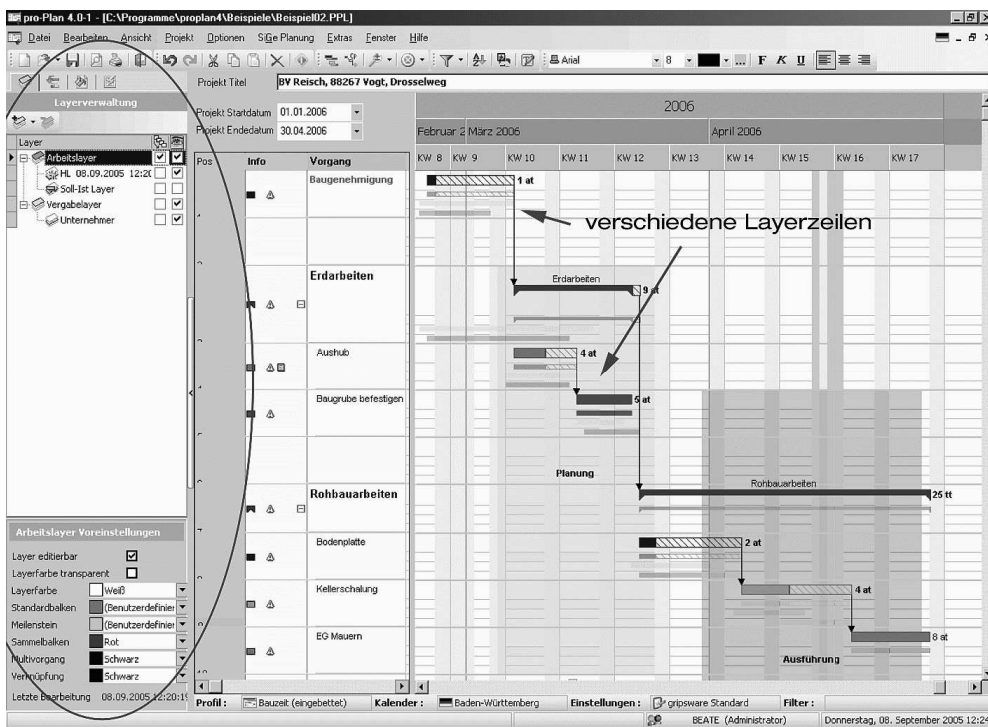 pro-Plan 4.0-1 - [C:\Programme\proplan4\Beispiele\Beispiel02.PPL]
Datei Bearbeiten Ansicht Projekt Optionen SiGe Planung Extras Fenster Hilfe
Arial 8 F K U
Projekt Titel BV Reisch, 88267 Vogt, Drosselweg
Layerverwaltung
Projekt Startdatum 01.01.2006
Projekt Endedatum 30.04.2006
2006
Februar 2 März 2006 April 2006
KW 8 KW 9 KW 10 KW 11 KW 12 KW 13 KW 14 KW 15 KW 16 KW 17
Layer
Arbeitslayer
HL 08.09.2005 12:20
Soll-Ist Layer
Vergabelayer
Unternehmer
Pos Info Vorgang
Baugenehmigung
1 at
verschiedene Layerzeilen
Erdarbeiten
Erdarbeiten
9 at
Aushub
4 at
Baugrube befestigen
5 at
Planung
Rohbauarbeiten
Rohbauarbeiten
25 tt
Bodenplatte
2 at
Kellerschalung
4 at
EG Mauern
8 at
Ausführung
Arbeitslayer Voreinstellungen
Layer editierbar
Layerfarbe transparent
Layerfarbe Weiß
Standardbalken (Benutzerdefinier
Meilenstein (Benutzerdefinier
Sammelbalken Rot
Multivorgang Schwarz
Verknüpfung Schwarz
Letzte Bearbeitung 08.09.2005 12:20:19
Profil : Bauzeit (eingebettet) Kalender : Baden-Württemberg Einstellungen : gripsware Standard Filter :
BEATE (Administrator) Donnerstag, 08. September 2005 12:24